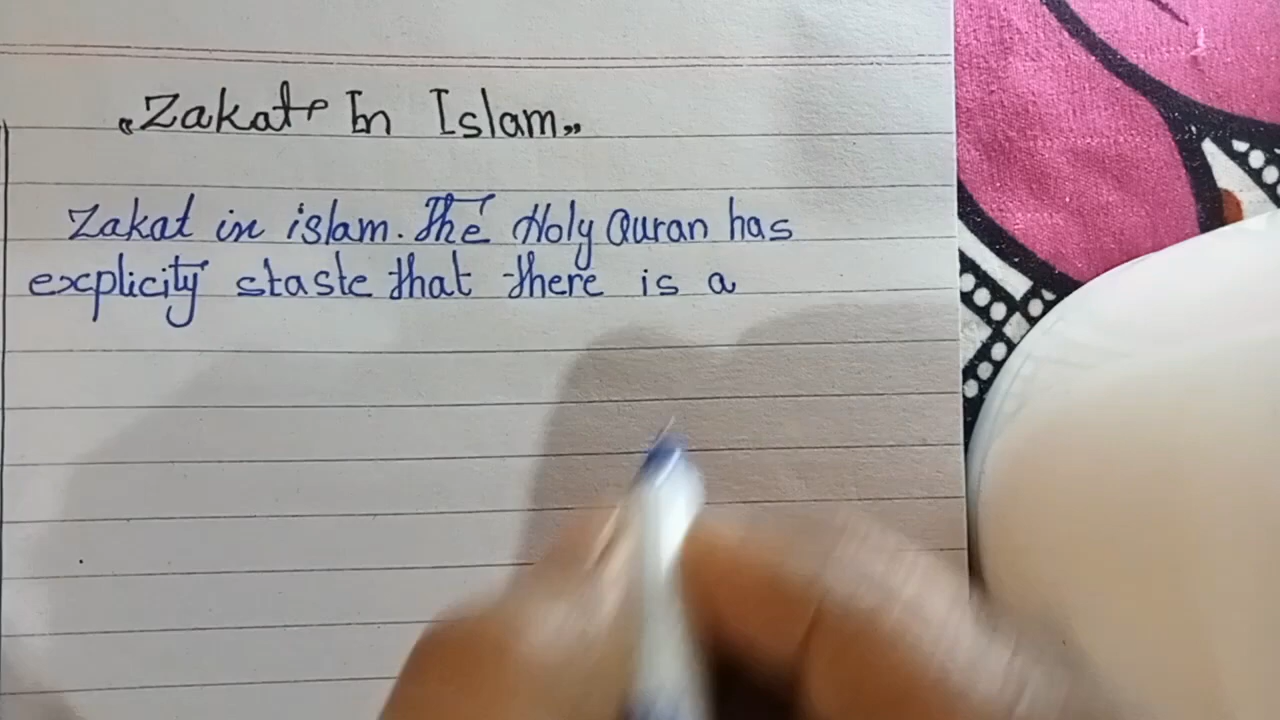 "Zakat In Islam"
Zakat in islam. The Holy Quran has
explicity staste that there is a